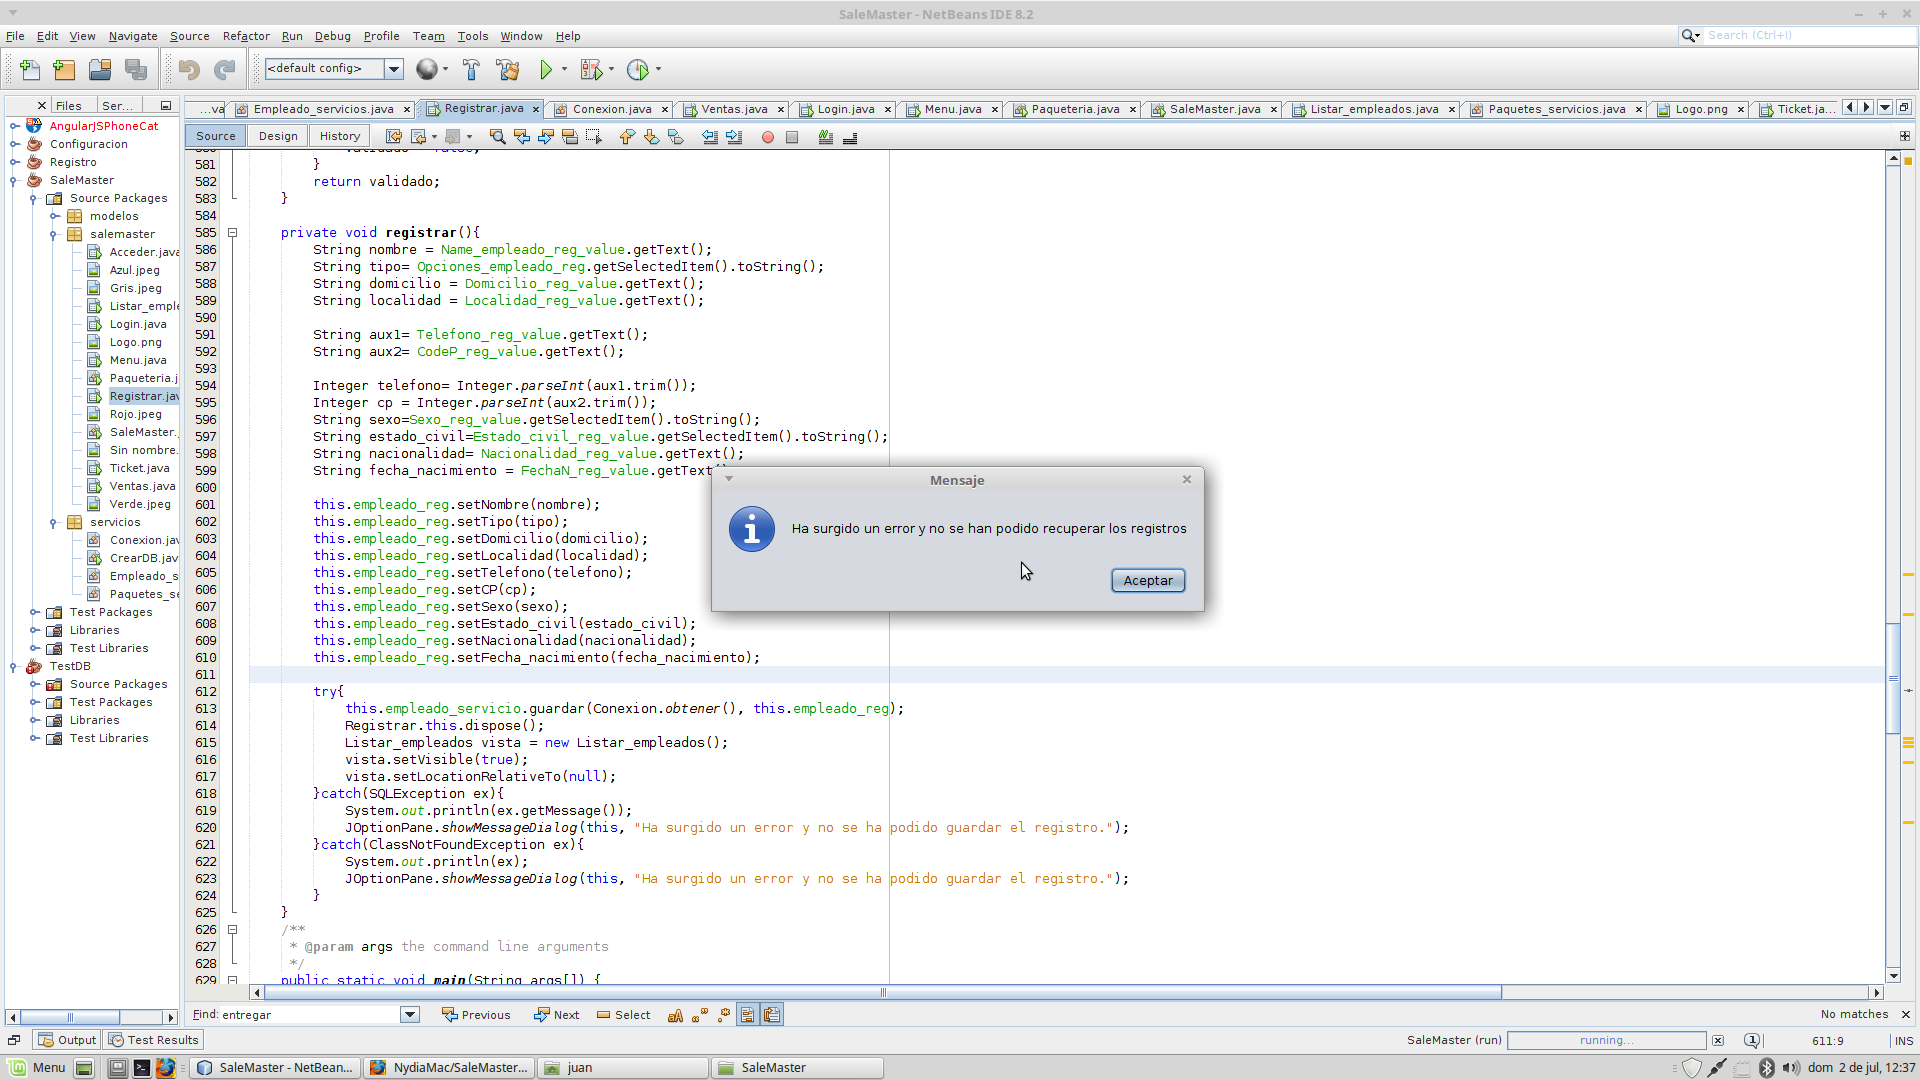 SaleMaster - NetBeans IDE 8.2
File Edit View Navigate Source Refactor Run Debug Profile Team Tools Window Help
Search (Ctrl+I)
<default config>
Files Ser...
...va Empleado_servicios.java Registrar.java Conexion.java Ventas.java Login.java Menu.java Paqueteria.java SaleMaster.java Listar_empleados.java Paquetes_servicios.java Logo.png Ticket.ja...
Source Design History
AngularJSPhoneCat
Configuracion
Registro
SaleMaster
Source Packages
modelos
salemaster
Acceder.java
Azul.jpeg
Gris.jpeg
Listar_emple
Login.java
Logo.png
Menu.java
Paqueteria.j
Registrar.jav
Rojo.jpeg
SaleMaster.
Sin nombre.
Ticket.java
Ventas.java
Verde.jpeg
servicios
Conexion.jav
CrearDB.jav
Empleado_s
Paquetes_se
Test Packages
Libraries
Test Libraries
TestDB
Source Packages
Test Packages
Libraries
Test Libraries
581 }
582 return validado;
583 }
584
585 private void registrar(){
586 String nombre = Name_empleado_reg_value.getText();
587 String tipo= Opciones_empleado_reg.getSelectedItem().toString();
588 String domicilio = Domicilio_reg_value.getText();
589 String localidad = Localidad_reg_value.getText();
590
591 String aux1= Telefono_reg_value.getText();
592 String aux2= CodeP_reg_value.getText();
593
594 Integer telefono= Integer.parseInt(aux1.trim());
595 Integer cp = Integer.parseInt(aux2.trim());
596 String sexo=Sexo_reg_value.getSelectedItem().toString();
597 String estado_civil=Estado_civil_reg_value.getSelectedItem().toString();
598 String nacionalidad= Nacionalidad_reg_value.getText();
599 String fecha_nacimiento = FechaN_reg_value.getText
600
601 this.empleado_reg.setNombre(nombre);
602 this.empleado_reg.setTipo(tipo);
603 this.empleado_reg.setDomicilio(domicilio);
604 this.empleado_reg.setLocalidad(localidad);
605 this.empleado_reg.setTelefono(telefono);
606 this.empleado_reg.setCP(cp);
607 this.empleado_reg.setSexo(sexo);
608 this.empleado_reg.setEstado_civil(estado_civil);
609 this.empleado_reg.setNacionalidad(nacionalidad);
610 this.empleado_reg.setFecha_nacimiento(fecha_nacimiento);
611
612 try{
613 this.empleado_servicio.guardar(Conexion.obtener(), this.empleado_reg);
614 Registrar.this.dispose();
615 Listar_empleados vista = new Listar_empleados();
616 vista.setVisible(true);
617 vista.setLocationRelativeTo(null);
618 }catch(SQLException ex){
619 System.out.println(ex.getMessage());
620 JOptionPane.showMessageDialog(this, "Ha surgido un error y no se ha podido guardar el registro.");
621 }catch(ClassNotFoundException ex){
622 System.out.println(ex);
623 JOptionPane.showMessageDialog(this, "Ha surgido un error y no se ha podido guardar el registro.");
624 }
625 }
626 /**
627 * @param args the command line arguments
628 */
629 public static void main(String args[]) {
Mensaje
Ha surgido un error y no se han podido recuperar los registros
Aceptar
Find: entregar Previous Next Select No matches
Output Test Results SaleMaster (run) running... 611:9 INS
Menu SaleMaster - NetBean... NydiaMac/SaleMaster... juan SaleMaster dom 2 de jul, 12:37